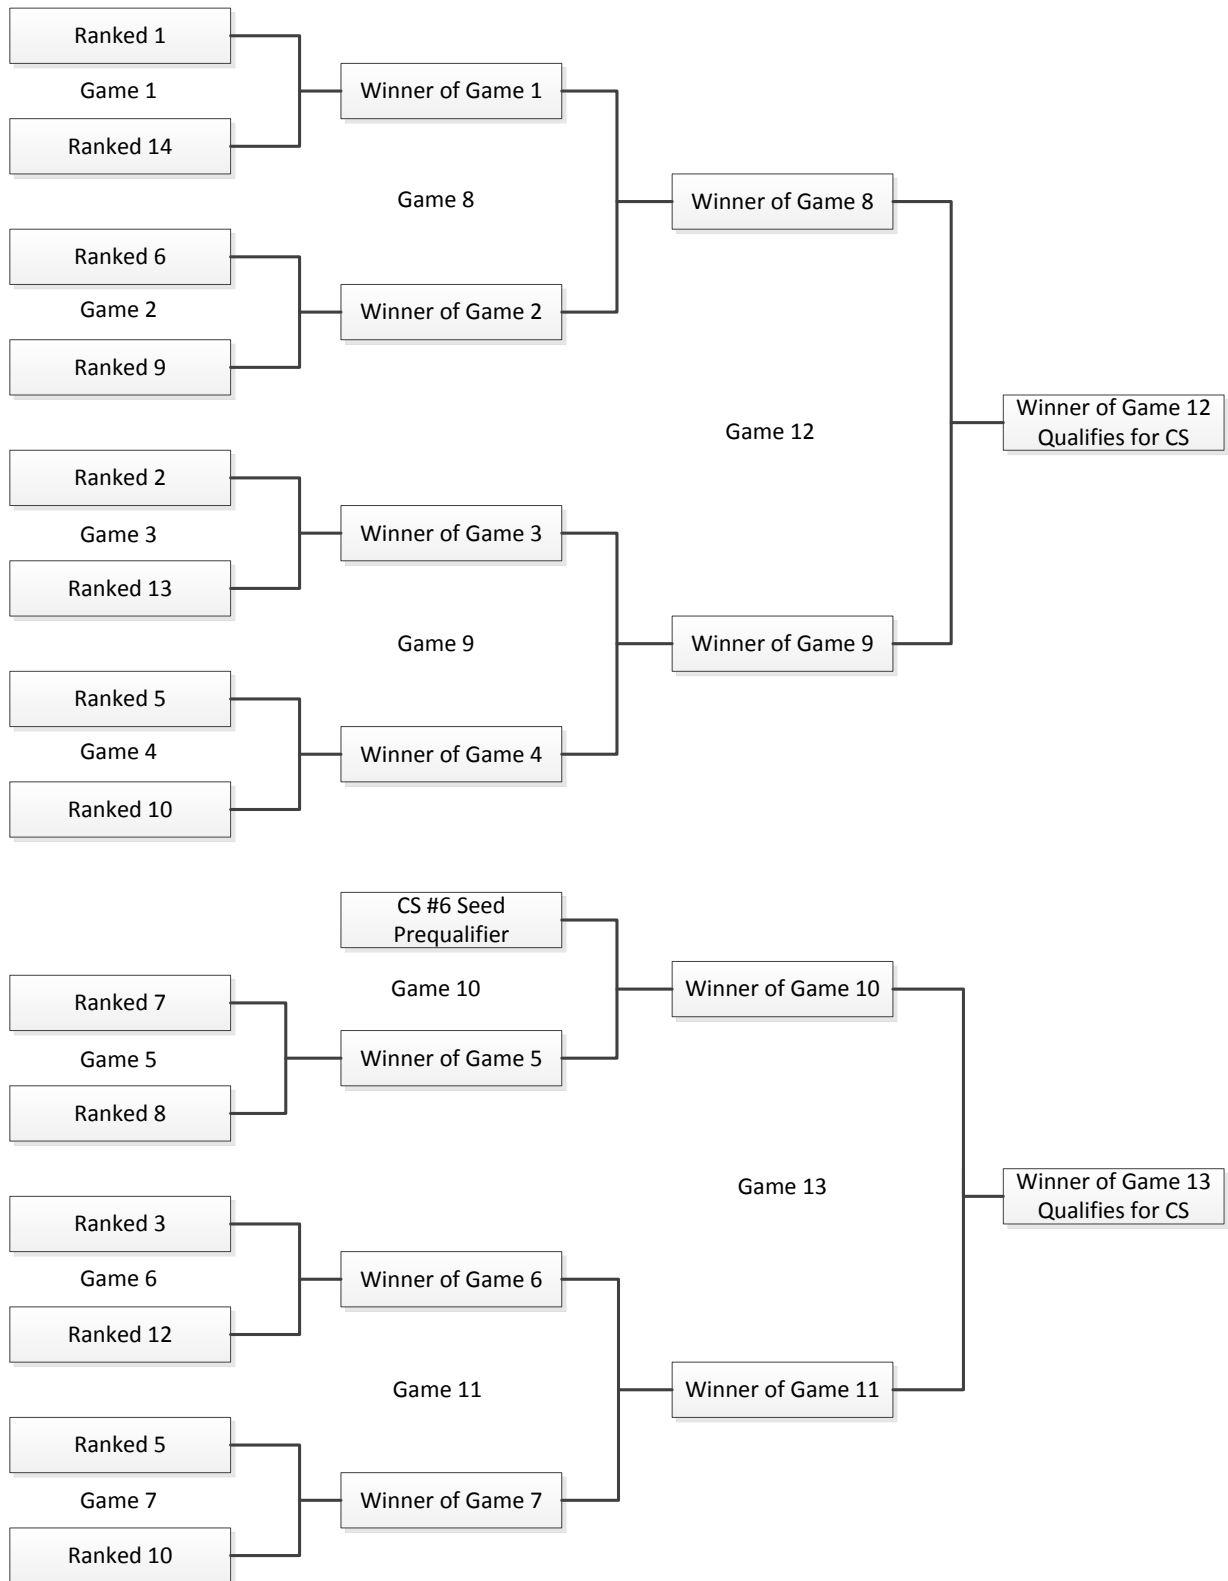 Ranked 1
Game 1
Winner of Game 1
Ranked 14
Game 8
Winner of Game 8
Ranked 6
Game 2
Winner of Game 2
Ranked 9
Winner of Game 12
Qualifies for CS
Game 12
Ranked 2
Game 3
Winner of Game 3
Ranked 13
Game 9
Winner of Game 9
Ranked 5
Game 4
Winner of Game 4
Ranked 10
CS #6 Seed
Prequalifier
Game 10
Winner of Game 10
Ranked 7
Game 5
Winner of Game 5
Ranked 8
Game 13
Winner of Game 13
Qualifies for CS
Ranked 3
Game 6
Winner of Game 6
Ranked 12
Game 11
Winner of Game 11
Ranked 5
Game 7
Winner of Game 7
Ranked 10